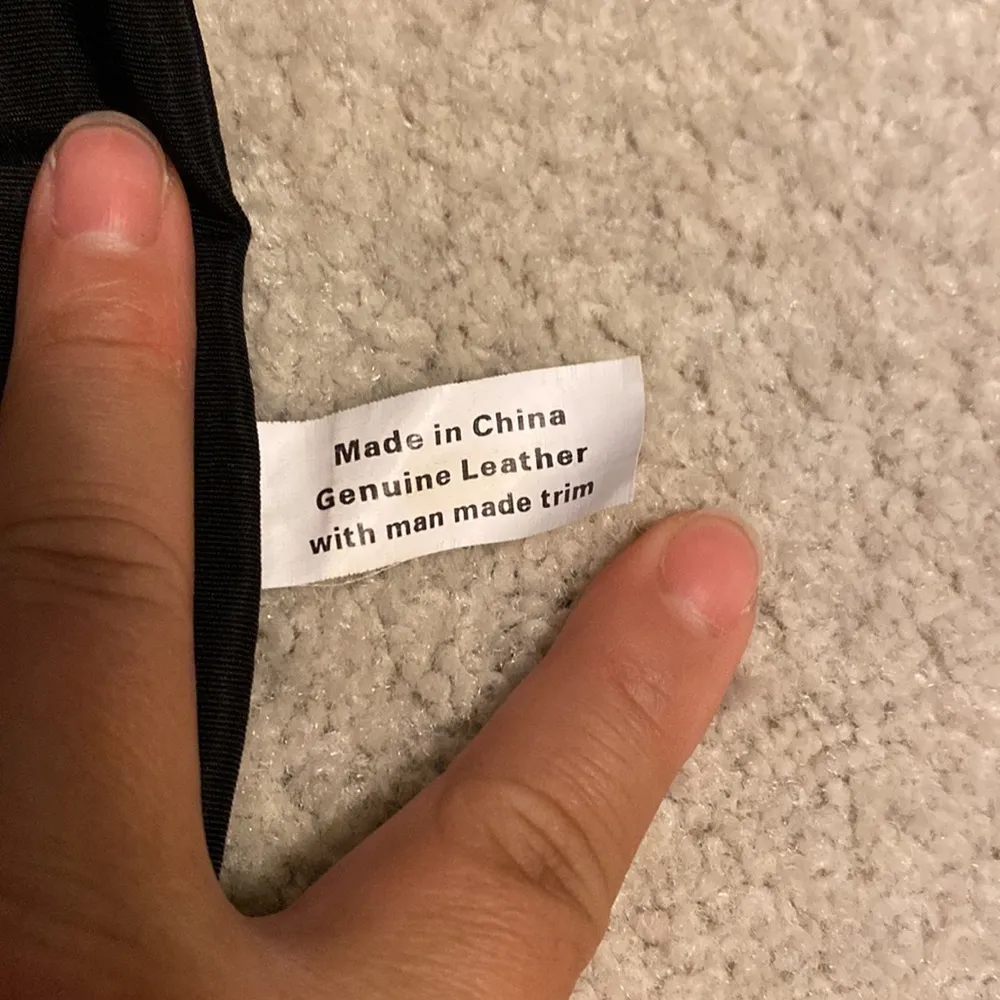 Made in China
Genuine Leather
with man made trim